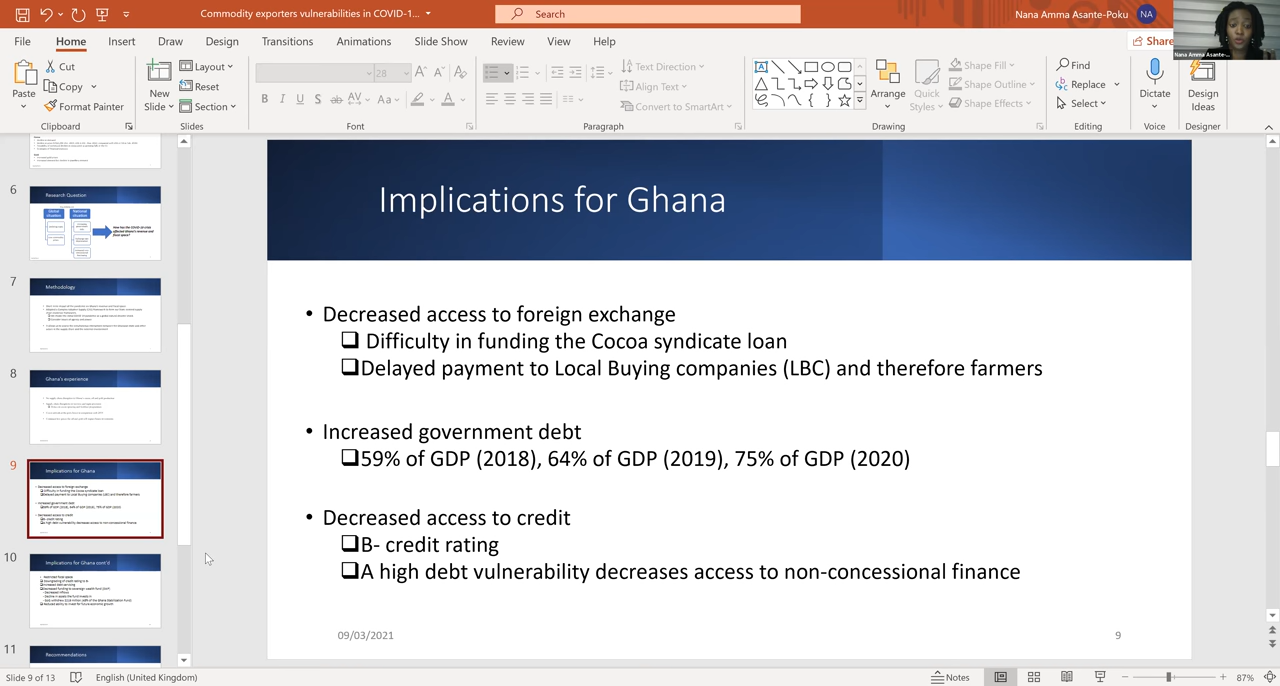 Commodity exporters vulnerabilities in COVID-1...
Search
Nana Amma Asante-Poku
NA
File
Home
Insert
Draw
Design
Transitions
Animations
Slide Show
Review
View
Help
Share
Nana Amma Asante-...
Paste
Cut
Copy
Format Painter
Clipboard
New
Slide
Layout
Reset
Section
Slides
28
Font
Text Direction
Align Text
Convert to SmartArt
Paragraph
Arrange
Quick
Styles
Shape Fill
Shape Outline
Shape Effects
Drawing
Find
Replace
Select
Editing
Dictate
Voice
Design
Ideas
Designer
6
Research Question
7
Methodology
8
Ghana's experience
9
Implications for Ghana
10
Implications for Ghana cont'd
11
Recommendations
Implications for Ghana
• Decreased access to foreign exchange
❑ Difficulty in funding the Cocoa syndicate loan
❑Delayed payment to Local Buying companies (LBC) and therefore farmers
• Increased government debt
❑59% of GDP (2018), 64% of GDP (2019), 75% of GDP (2020)
• Decreased access to credit
❑B- credit rating
❑A high debt vulnerability decreases access to non-concessional finance
09/03/2021
9
Slide 9 of 13
English (United Kingdom)
Notes
87%